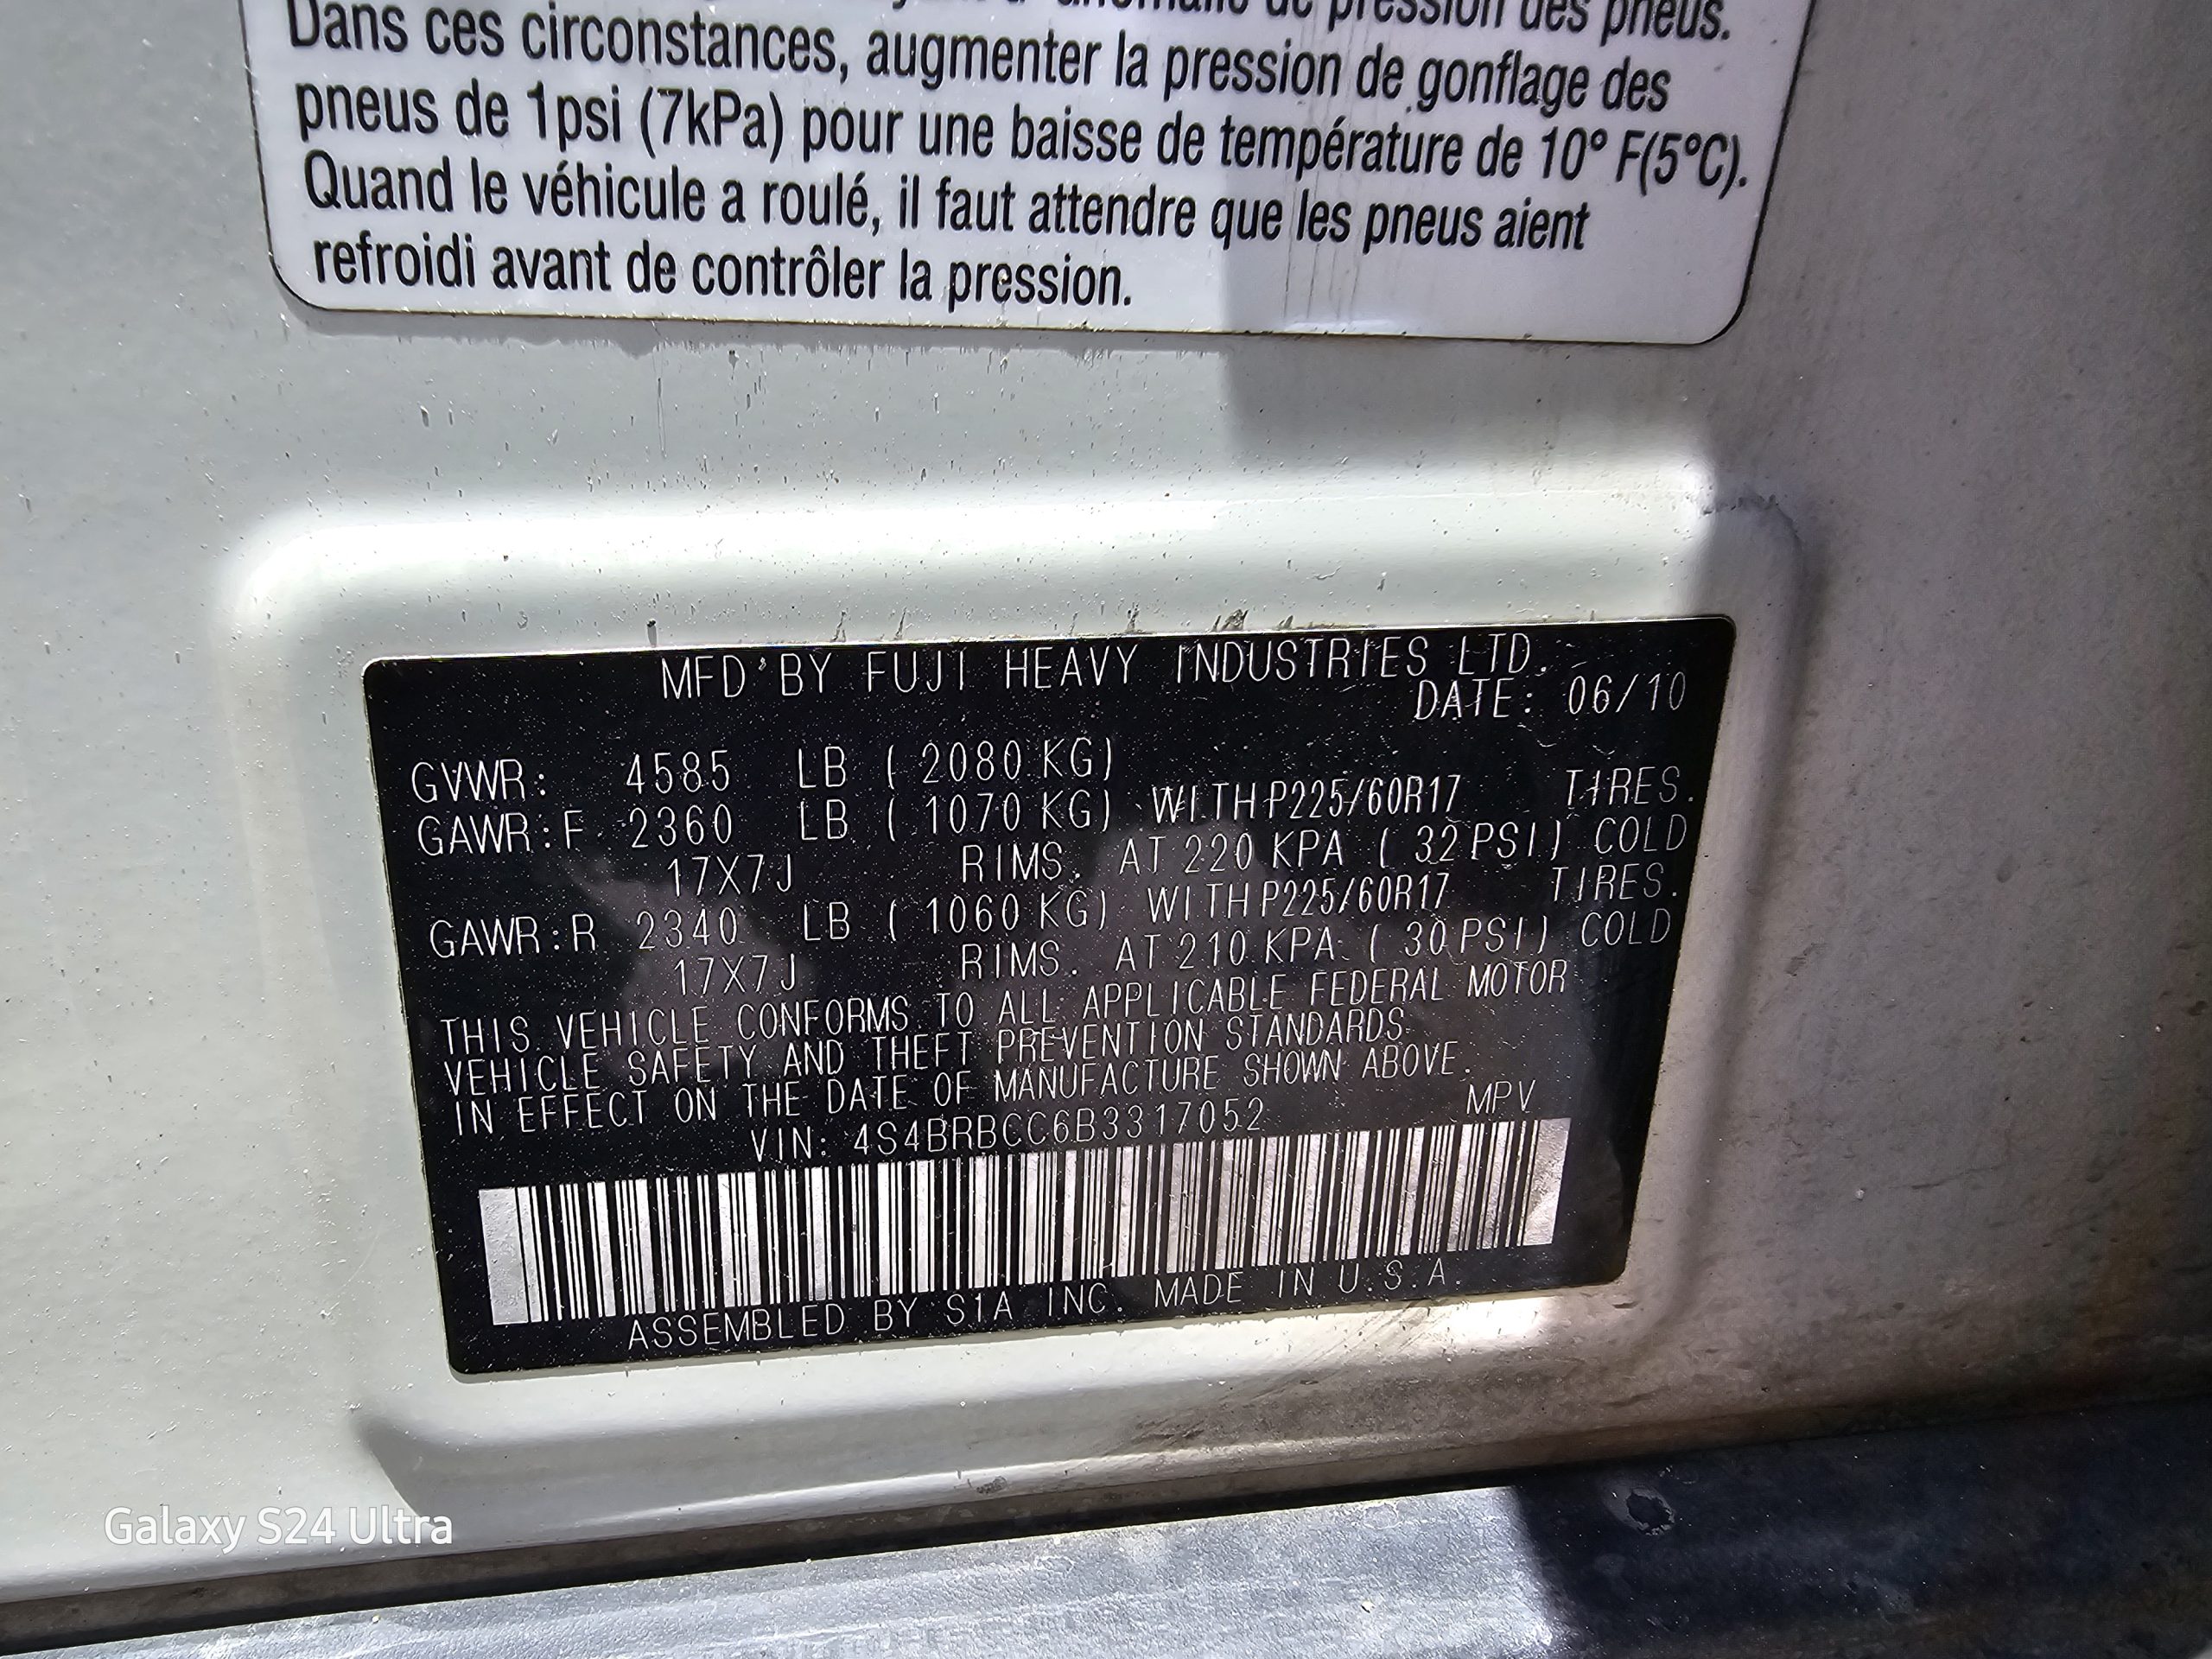 de pression des pneus.
Dans ces circonstances, augmenter la pression de gonflage des
pneus de 1psi (7kPa) pour une baisse de température de 10° F(5°C).
Quand le véhicule a roulé, il faut attendre que les pneus aient
refroidi avant de contrôler la pression.
MFD'BY FUJI HEAVY INDUSTRIES LTD.
DATE: 06/10
GVWR: 4585 LB ( 2080 KG)
GAWR:F 2360 LB ( 1070 KG) WITH P225/60R17 TIRES.
17X7J RIMS. AT 220 KPA ( 32 PSI) COLD
GAWR:R 2340 LB ( 1060 KG) WITH P225/60R17 TIRES.
17X7J RIMS. AT 210 KPA ( 30 PSI) COLD
THIS VEHICLE CONFORMS TO ALL APPLICABLE FEDERAL MOTOR
VEHICLE SAFETY AND THEFT PREVENTION STANDARDS
IN EFFECT ON THE DATE OF MANUFACTURE SHOWN ABOVE.
VIN: 4S4BRBCC6B3317052 MPV
ASSEMBLED BY SIA INC. MADE IN U.S.A.
Galaxy S24 Ultra